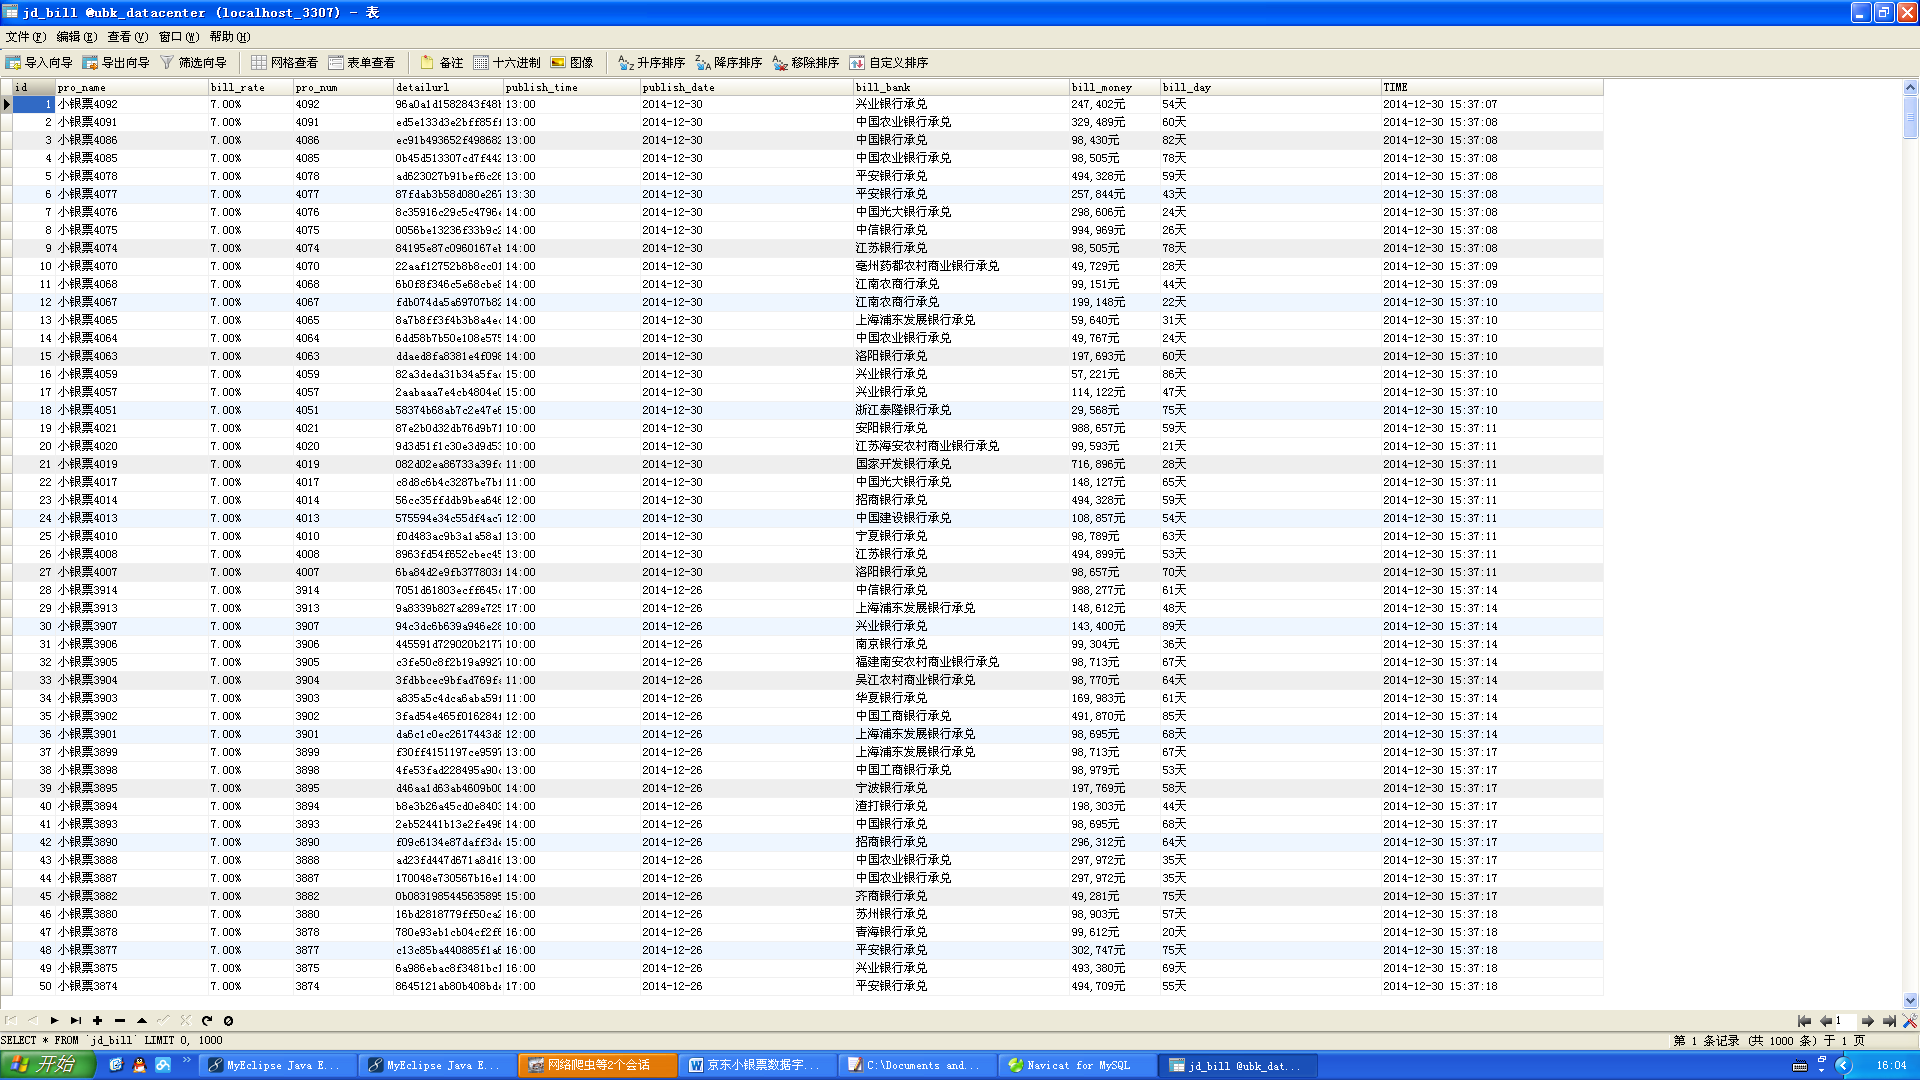 jd_bill @ubk_datacenter (localhost_3307) - 表
文件(F) 编辑(E) 查看(V) 窗口(W) 帮助(H)
导入向导 导出向导 筛选向导 网格查看 表单查看 备注 十六进制 图像 升序排序 降序排序 移除排序 自定义排序
id pro_name bill_rate pro_num detailurl publish_time publish_date bill_bank bill_money bill_day TIME
1 小银票4092 7.00% 4092 96a0a1d1582843f48b 13:00 2014-12-30 兴业银行承兑 247,402元 54天 2014-12-30 15:37:07
2 小银票4091 7.00% 4091 ed5e133d3e2bff85f1 13:00 2014-12-30 中国农业银行承兑 329,489元 60天 2014-12-30 15:37:08
3 小银票4086 7.00% 4086 ec91b493652f498682 13:00 2014-12-30 中国银行承兑 98,430元 82天 2014-12-30 15:37:08
4 小银票4085 7.00% 4085 0b45d513307cd7f442 13:00 2014-12-30 中国农业银行承兑 98,505元 78天 2014-12-30 15:37:08
5 小银票4078 7.00% 4078 ad623027b91bef6c26 13:00 2014-12-30 平安银行承兑 494,328元 59天 2014-12-30 15:37:08
6 小银票4077 7.00% 4077 87fdab3b58d080e267 13:30 2014-12-30 平安银行承兑 257,844元 43天 2014-12-30 15:37:08
7 小银票4076 7.00% 4076 8c35916c29c5c4796 14:00 2014-12-30 中国光大银行承兑 298,606元 24天 2014-12-30 15:37:08
8 小银票4075 7.00% 4075 0056be13236f33b9c2 14:00 2014-12-30 中信银行承兑 994,969元 26天 2014-12-30 15:37:08
9 小银票4074 7.00% 4074 84195e87c0960167e 14:00 2014-12-30 江苏银行承兑 98,505元 78天 2014-12-30 15:37:08
10 小银票4070 7.00% 4070 22aaf12752b8b8cc01 14:00 2014-12-30 亳州药都农村商业银行承兑 49,729元 28天 2014-12-30 15:37:09
11 小银票4068 7.00% 4068 6b0f8f346c5e68cbe 14:00 2014-12-30 江南农商行承兑 99,151元 44天 2014-12-30 15:37:09
12 小银票4067 7.00% 4067 fdb074da5a69707b82 14:00 2014-12-30 江南农商行承兑 199,148元 22天 2014-12-30 15:37:10
13 小银票4065 7.00% 4065 8a7b8ff3f4b3b8a4e 14:00 2014-12-30 上海浦东发展银行承兑 59,640元 31天 2014-12-30 15:37:10
14 小银票4064 7.00% 4064 6dd58b7b50e108e575 14:00 2014-12-30 中国农业银行承兑 49,767元 24天 2014-12-30 15:37:10
15 小银票4063 7.00% 4063 ddaed8fa8381e4f098 14:00 2014-12-30 洛阳银行承兑 197,693元 60天 2014-12-30 15:37:10
16 小银票4059 7.00% 4059 82a3deda31b34a5fa 15:00 2014-12-30 兴业银行承兑 57,221元 86天 2014-12-30 15:37:10
17 小银票4057 7.00% 4057 2aabaaa7e4cb4804e 15:00 2014-12-30 兴业银行承兑 114,122元 47天 2014-12-30 15:37:10
18 小银票4051 7.00% 4051 58374b68ab7c2e47e6 15:00 2014-12-30 浙江泰隆银行承兑 29,568元 75天 2014-12-30 15:37:10
19 小银票4021 7.00% 4021 87e2b0d32db76d9b71 10:00 2014-12-30 安阳银行承兑 988,657元 59天 2014-12-30 15:37:11
20 小银票4020 7.00% 4020 9d3d51f1c30e3d9d53 10:00 2014-12-30 江苏海安农村商业银行承兑 99,593元 21天 2014-12-30 15:37:11
21 小银票4019 7.00% 4019 082d02ea86733a39f 11:00 2014-12-30 国家开发银行承兑 716,896元 28天 2014-12-30 15:37:11
22 小银票4017 7.00% 4017 c8d8c6b4c3287be7b 11:00 2014-12-30 中国光大银行承兑 148,127元 65天 2014-12-30 15:37:11
23 小银票4014 7.00% 4014 56cc35ffddb9bea646 12:00 2014-12-30 招商银行承兑 494,328元 59天 2014-12-30 15:37:11
24 小银票4013 7.00% 4013 575594e34c55df4ac7 12:00 2014-12-30 中国建设银行承兑 108,857元 54天 2014-12-30 15:37:11
25 小银票4010 7.00% 4010 f0d483ac9b3a1a58a1 13:00 2014-12-30 宁夏银行承兑 98,789元 63天 2014-12-30 15:37:11
26 小银票4008 7.00% 4008 8963fd54f652cbec45 13:00 2014-12-30 江苏银行承兑 494,899元 53天 2014-12-30 15:37:11
27 小银票4007 7.00% 4007 6ba84d2e9fb377803 14:00 2014-12-30 洛阳银行承兑 98,657元 70天 2014-12-30 15:37:11
28 小银票3914 7.00% 3914 7051d61803ecff645 17:00 2014-12-26 中信银行承兑 988,277元 61天 2014-12-30 15:37:14
29 小银票3913 7.00% 3913 9a8339b827a289e725 17:00 2014-12-26 上海浦东发展银行承兑 148,612元 48天 2014-12-30 15:37:14
30 小银票3907 7.00% 3907 94c3dc6b639a946e28 10:00 2014-12-26 兴业银行承兑 143,400元 89天 2014-12-30 15:37:14
31 小银票3906 7.00% 3906 445591d729020b2177 10:00 2014-12-26 南京银行承兑 99,304元 36天 2014-12-30 15:37:14
32 小银票3905 7.00% 3905 c3fe50c8f2b19a9927 10:00 2014-12-26 福建南安农村商业银行承兑 98,713元 67天 2014-12-30 15:37:14
33 小银票3904 7.00% 3904 3fdbbcec9bfad769f 11:00 2014-12-26 吴江农村商业银行承兑 98,770元 64天 2014-12-30 15:37:14
34 小银票3903 7.00% 3903 a835a5c4dca6aba59 11:00 2014-12-26 华夏银行承兑 169,983元 61天 2014-12-30 15:37:14
35 小银票3902 7.00% 3902 3fad54e465f016284 12:00 2014-12-26 中国工商银行承兑 491,870元 85天 2014-12-30 15:37:14
36 小银票3901 7.00% 3901 da6c1c0ec2617443d8 12:00 2014-12-26 上海浦东发展银行承兑 98,695元 68天 2014-12-30 15:37:14
37 小银票3899 7.00% 3899 f30ff4151197ce9597 13:00 2014-12-26 上海浦东发展银行承兑 98,713元 67天 2014-12-30 15:37:17
38 小银票3898 7.00% 3898 4fe53fad228495a90 13:00 2014-12-26 中国工商银行承兑 98,979元 53天 2014-12-30 15:37:17
39 小银票3895 7.00% 3895 d46aa1d63ab4609b00 14:00 2014-12-26 宁波银行承兑 197,769元 58天 2014-12-30 15:37:17
40 小银票3894 7.00% 3894 b8e3b26a45cd0e8403 14:00 2014-12-26 渣打银行承兑 198,303元 44天 2014-12-30 15:37:17
41 小银票3893 7.00% 3893 2eb52441b13e2fe496 14:00 2014-12-26 中国银行承兑 98,695元 68天 2014-12-30 15:37:17
42 小银票3890 7.00% 3890 f09c6134e87daff3d 15:00 2014-12-26 招商银行承兑 296,312元 64天 2014-12-30 15:37:17
43 小银票3888 7.00% 3888 ad23fd447d671a8d16 13:00 2014-12-26 中国农业银行承兑 297,972元 35天 2014-12-30 15:37:17
44 小银票3887 7.00% 3887 170048e730567b16e1 14:00 2014-12-26 中国农业银行承兑 297,972元 35天 2014-12-30 15:37:17
45 小银票3882 7.00% 3882 0b0831985445635895 15:00 2014-12-26 齐商银行承兑 49,281元 75天 2014-12-30 15:37:17
46 小银票3880 7.00% 3880 16bd2818779ff50ca2 16:00 2014-12-26 苏州银行承兑 98,903元 57天 2014-12-30 15:37:18
47 小银票3878 7.00% 3878 780e93eb1cb04cf2f6 16:00 2014-12-26 青海银行承兑 99,612元 20天 2014-12-30 15:37:18
48 小银票3877 7.00% 3877 c13c85ba440885f1a 16:00 2014-12-26 平安银行承兑 302,747元 75天 2014-12-30 15:37:18
49 小银票3875 7.00% 3875 6a986ebac8f3481bc1 16:00 2014-12-26 兴业银行承兑 493,380元 69天 2014-12-30 15:37:18
50 小银票3874 7.00% 3874 8645121ab80b408bd 17:00 2014-12-26 平安银行承兑 494,709元 55天 2014-12-30 15:37:18
1
SELECT * FROM `jd_bill` LIMIT 0, 1000 第 1 条记录 (共 1000 条) 于 1 页
开始 MyEclipse Java E... MyEclipse Java E... 网络爬虫等2个会话 京东小银票数据字... C:\Documents and... Navicat for MySQL jd_bill @ubk_dat... 16:04